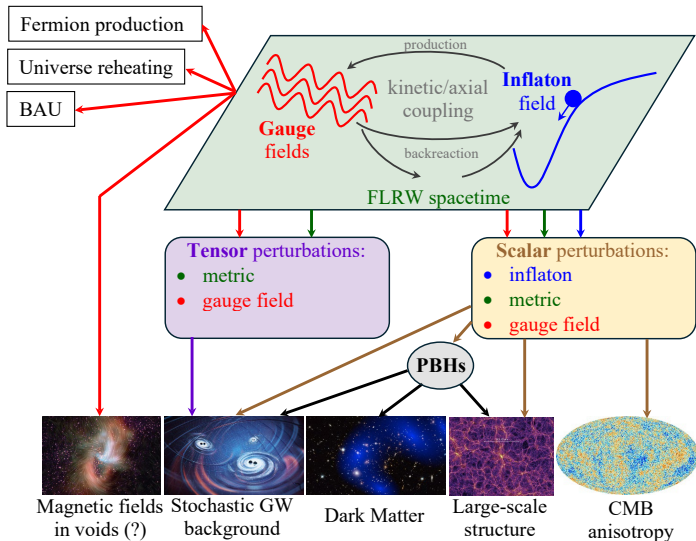 Fermion production
Universe reheating
BAU
production
kinetic/axial
coupling
Inflaton
field
Gauge
fields
backreaction
FLRW spacetime
Tensor perturbations:
• metric
• gauge field
Scalar perturbations:
• inflaton
• metric
• gauge field
PBHs
Magnetic fields
in voids (?)
Stochastic GW
background
Dark Matter
Large-scale
structure
CMB
anisotropy